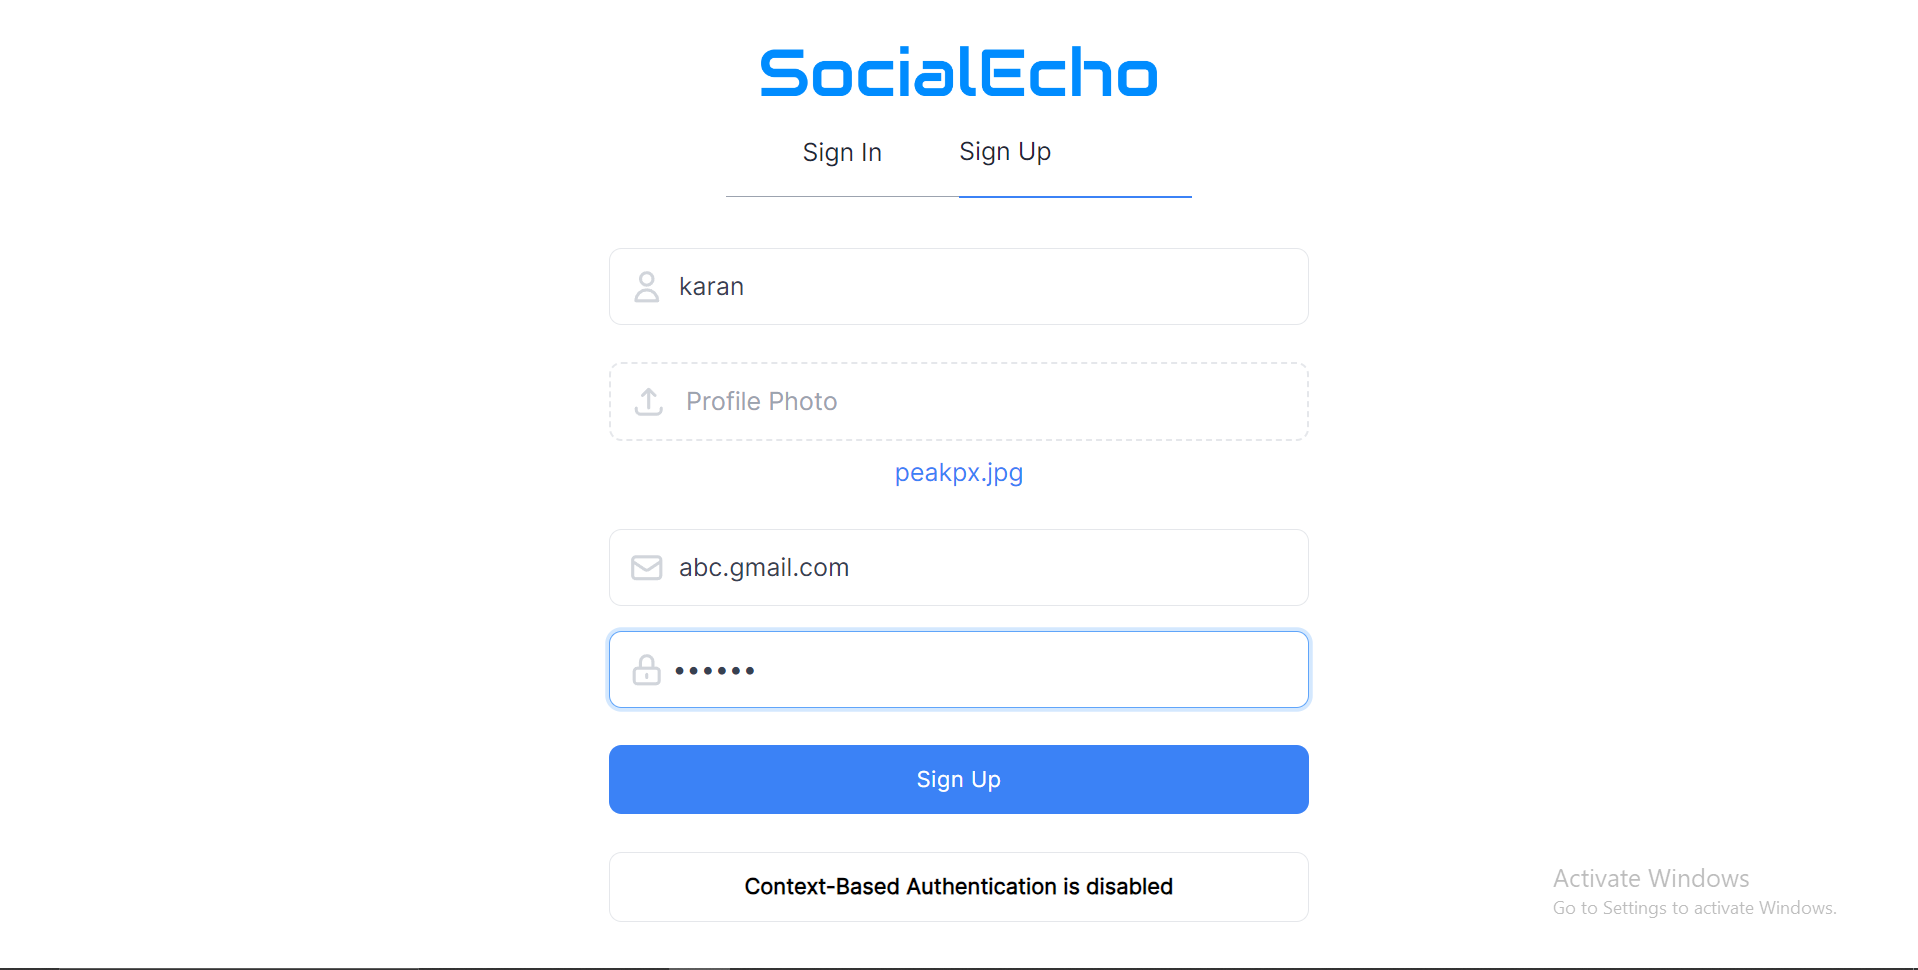 SocialEcho
Sign In
Sign Up
karan
Profile Photo
peakpx.jpg
abc.gmail.com
••••••
Sign Up
Context-Based Authentication is disabled
Activate Windows
Go to Settings to activate Windows.